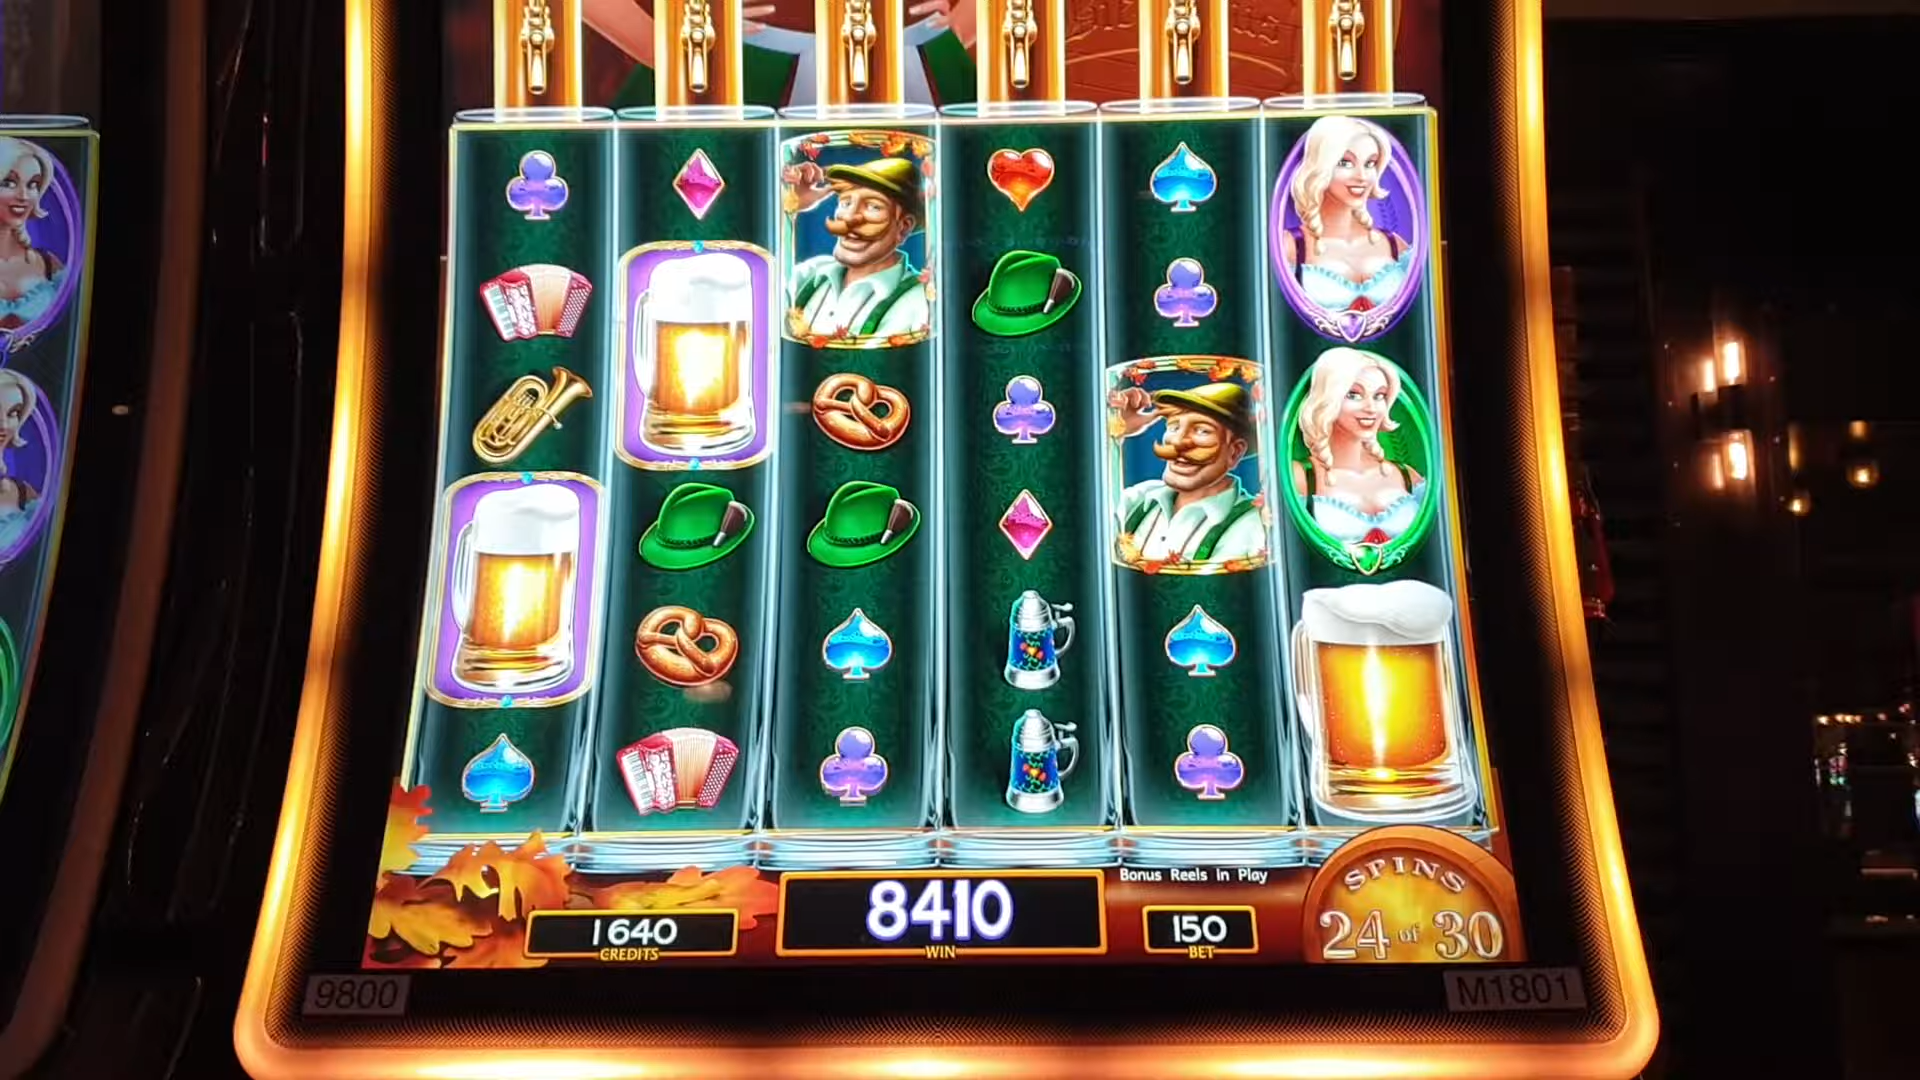 Bonus Reels In Play
SPINS
24 of 30
1640
CREDITS
8410
WIN
150
BET
9800
M1801